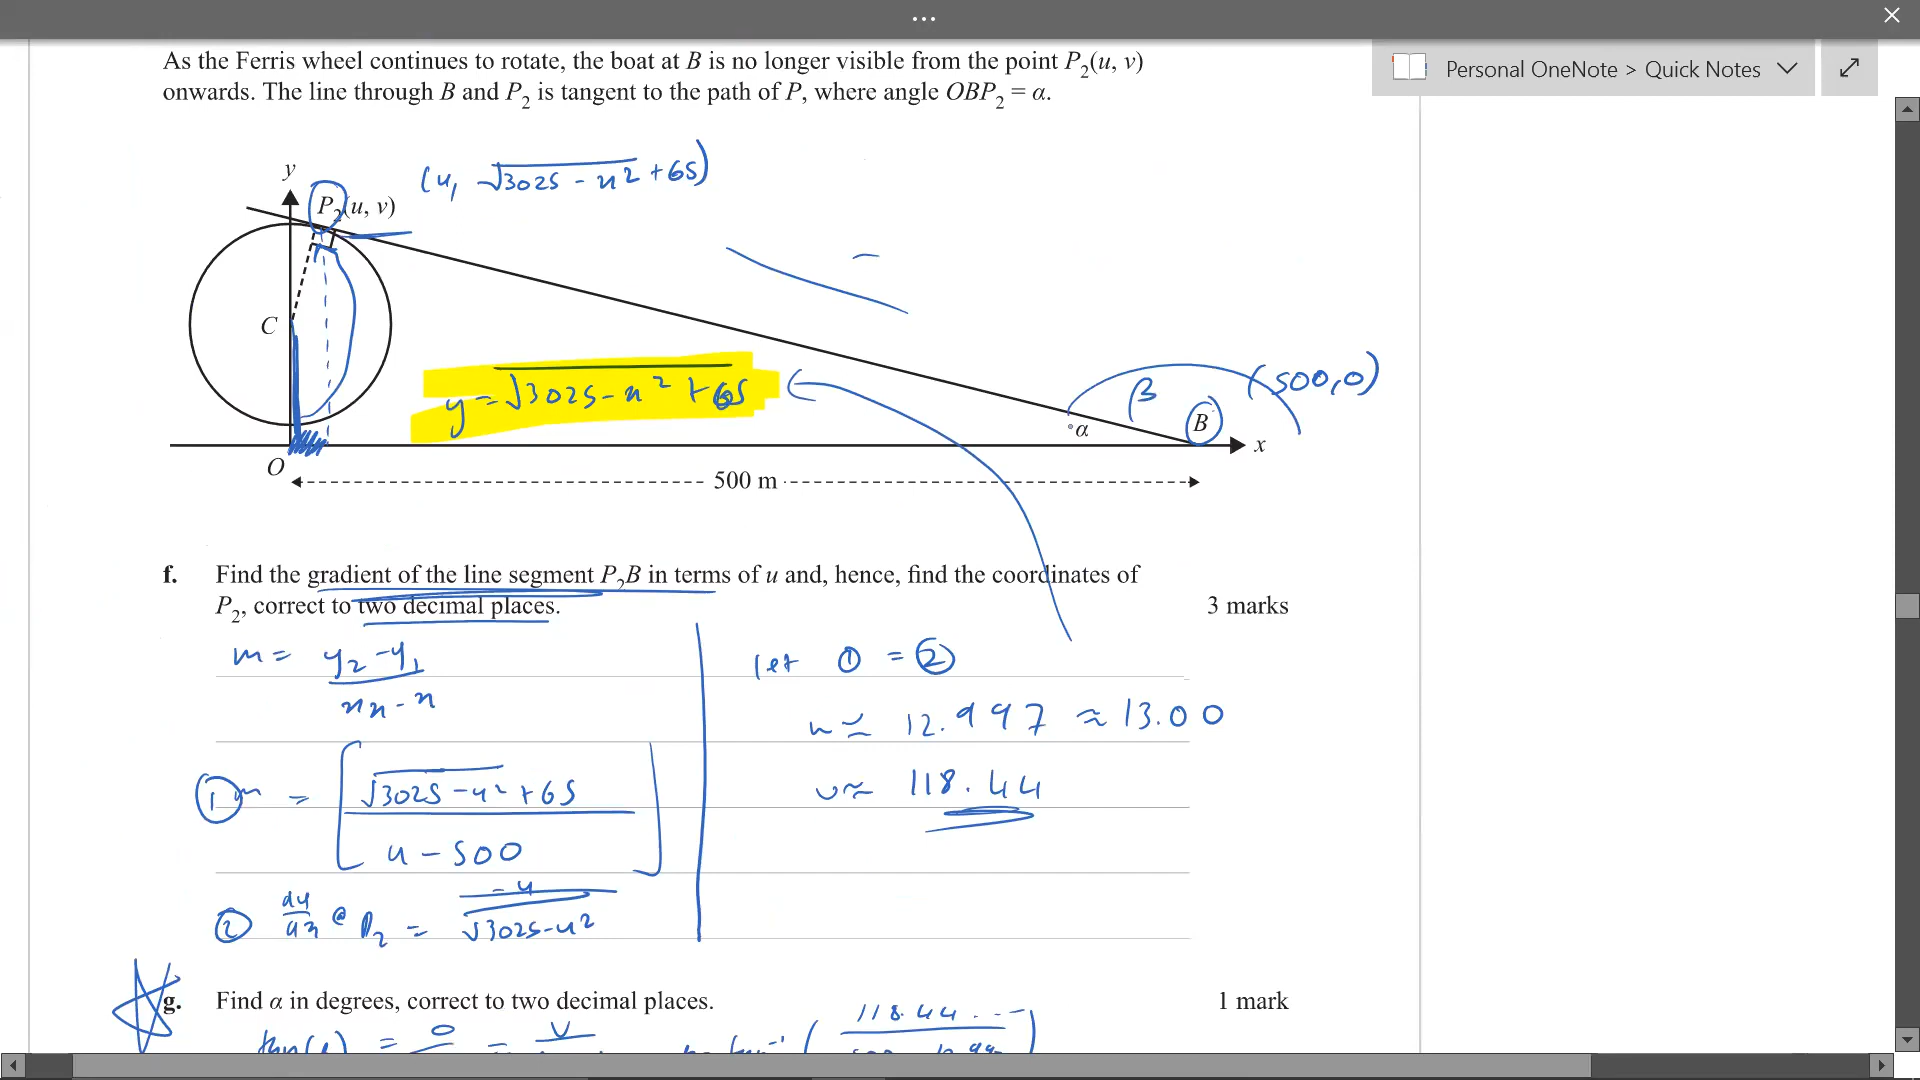 ...
Personal OneNote > Quick Notes
As the Ferris wheel continues to rotate, the boat at B is no longer visible from the point P₂(u, v)
onwards. The line through B and P₂ is tangent to the path of P, where angle OBP₂ = α.
y
P₂(u, v)
(u, √3025 - u² + 65)
C
y = √3025 - x² + 65
β
(500,0)
α
B
x
O
500 m
f. Find the gradient of the line segment P₂B in terms of u and, hence, find the coordinates of
P₂, correct to two decimal places.
3 marks
m = y₂ - y₁
let ① = ②
u ≈ 12.997 ≈ 13.00
① m = √3025 - u² + 65
u - 500
v ≈ 118.44
② dy/dx @ P₂ = -u
√3025 - u²
g. Find α in degrees, correct to two decimal places.
1 mark
118.44...